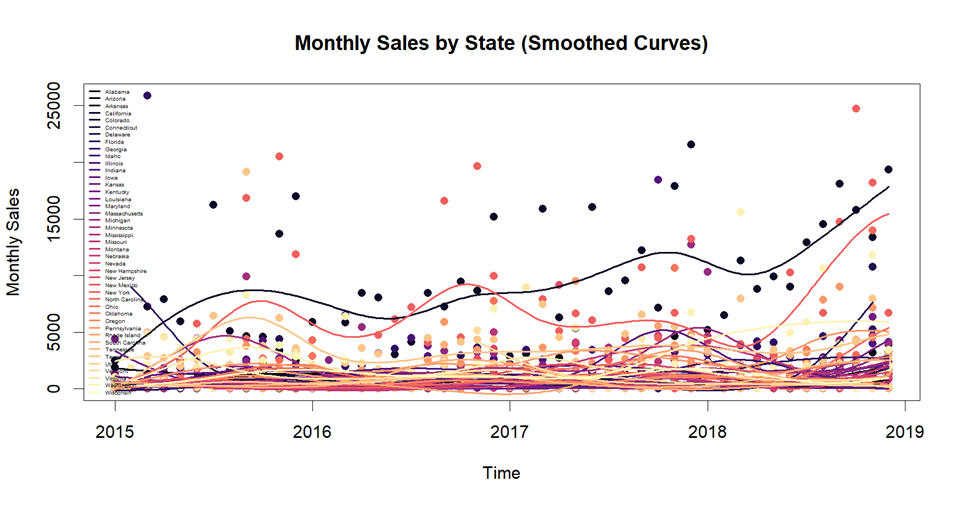 Monthly Sales by State (Smoothed Curves)
Monthly Sales
25000
15000
5000
0
Alabama
Arizona
Arkansas
California
Colorado
Connecticut
Delaware
Florida
Georgia
Idaho
Illinois
Indiana
Iowa
Kansas
Kentucky
Louisiana
Maryland
Massachusetts
Michigan
Minnesota
Mississippi
Missouri
Montana
Nebraska
Nevada
New Hampshire
New Jersey
New Mexico
New York
North Carolina
Ohio
Oklahoma
Oregon
Pennsylvania
Rhode Island
South Carolina
Tennessee
Wisconsin
2015
2016
2017
2018
2019
Time